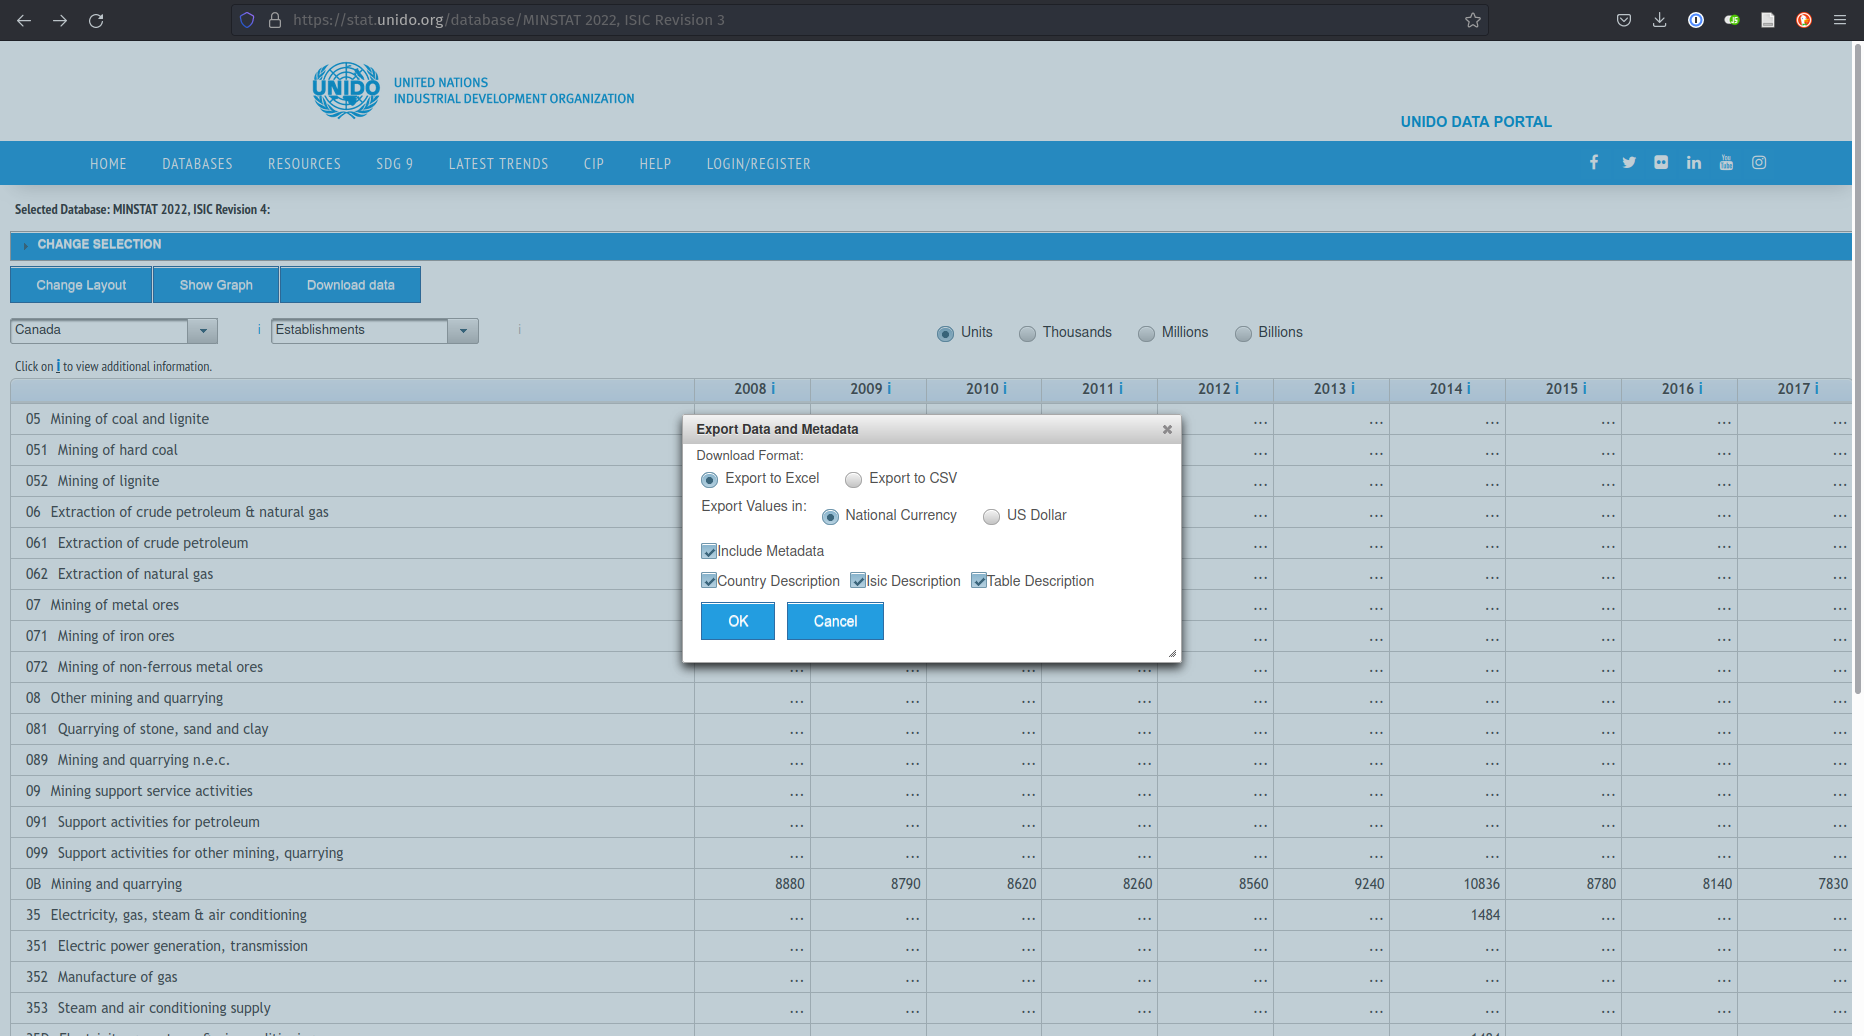 https://stat.unido.org/database/MINSTAT 2022, ISIC Revision 3
UNIDO
UNITED NATIONS
INDUSTRIAL DEVELOPMENT ORGANIZATION
UNIDO DATA PORTAL
HOME DATABASES RESOURCES SDG 9 LATEST TRENDS CIP HELP LOGIN/REGISTER
Selected Database: MINSTAT 2022, ISIC Revision 4:
CHANGE SELECTION
Change Layout Show Graph Download data
Canada i Establishments i Units Thousands Millions Billions
Click on i to view additional information.
2008 i 2009 i 2010 i 2011 i 2012 i 2013 i 2014 i 2015 i 2016 i 2017 i
05 Mining of coal and lignite ... ... ... ... ... ...
051 Mining of hard coal ... ... ... ... ... ...
052 Mining of lignite ... ... ... ... ... ...
06 Extraction of crude petroleum & natural gas ... ... ... ... ... ...
061 Extraction of crude petroleum ... ... ... ... ... ...
062 Extraction of natural gas ... ... ... ... ... ...
07 Mining of metal ores ... ... ... ... ... ...
071 Mining of iron ores ... ... ... ... ... ...
072 Mining of non-ferrous metal ores ... ... ... ... ... ... ... ... ... ...
08 Other mining and quarrying ... ... ... ... ... ... ... ... ... ...
081 Quarrying of stone, sand and clay ... ... ... ... ... ... ... ... ... ...
089 Mining and quarrying n.e.c. ... ... ... ... ... ... ... ... ... ...
09 Mining support service activities ... ... ... ... ... ... ... ... ... ...
091 Support activities for petroleum ... ... ... ... ... ... ... ... ... ...
099 Support activities for other mining, quarrying ... ... ... ... ... ... ... ... ... ...
0B Mining and quarrying 8880 8790 8620 8260 8560 9240 10836 8780 8140 7830
35 Electricity, gas, steam & air conditioning ... ... ... ... ... ... 1484 ... ... ...
351 Electric power generation, transmission ... ... ... ... ... ... ... ... ... ...
352 Manufacture of gas ... ... ... ... ... ... ... ... ... ...
353 Steam and air conditioning supply ... ... ... ... ... ... ... ... ... ...
Export Data and Metadata
Download Format:
Export to Excel Export to CSV
Export Values in: National Currency US Dollar
Include Metadata
Country Description Isic Description Table Description
OK Cancel